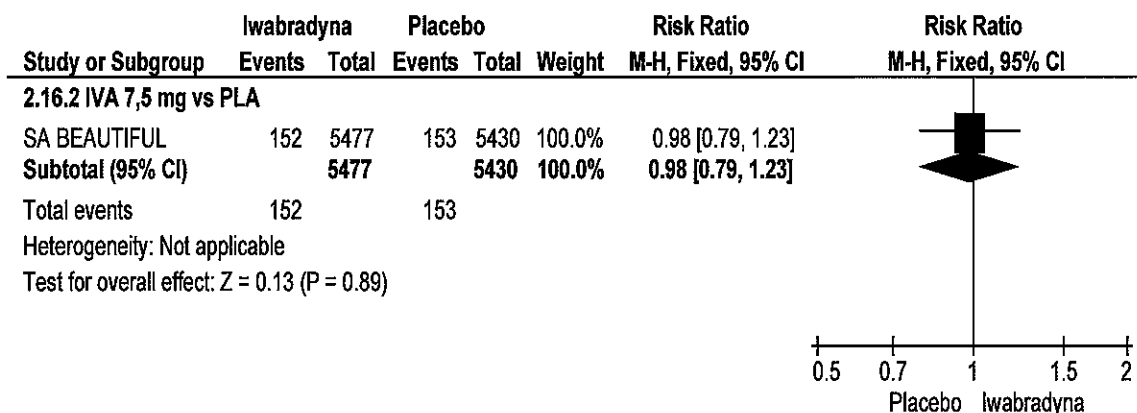 Iwabradyna Placebo Risk Ratio Risk Ratio
Study or Subgroup Events Total Events Total Weight M-H, Fixed, 95% CI M-H, Fixed, 95% CI
2.16.2 IVA 7,5 mg vs PLA
SA BEAUTIFUL 152 5477 153 5430 100.0% 0.98 [0.79, 1.23]
Subtotal (95% CI) 5477 5430 100.0% 0.98 [0.79, 1.23]
Total events 152 153
Heterogeneity: Not applicable
Test for overall effect: Z = 0.13 (P = 0.89)
0.5 0.7 1 1.5 2
Placebo Iwabradyna